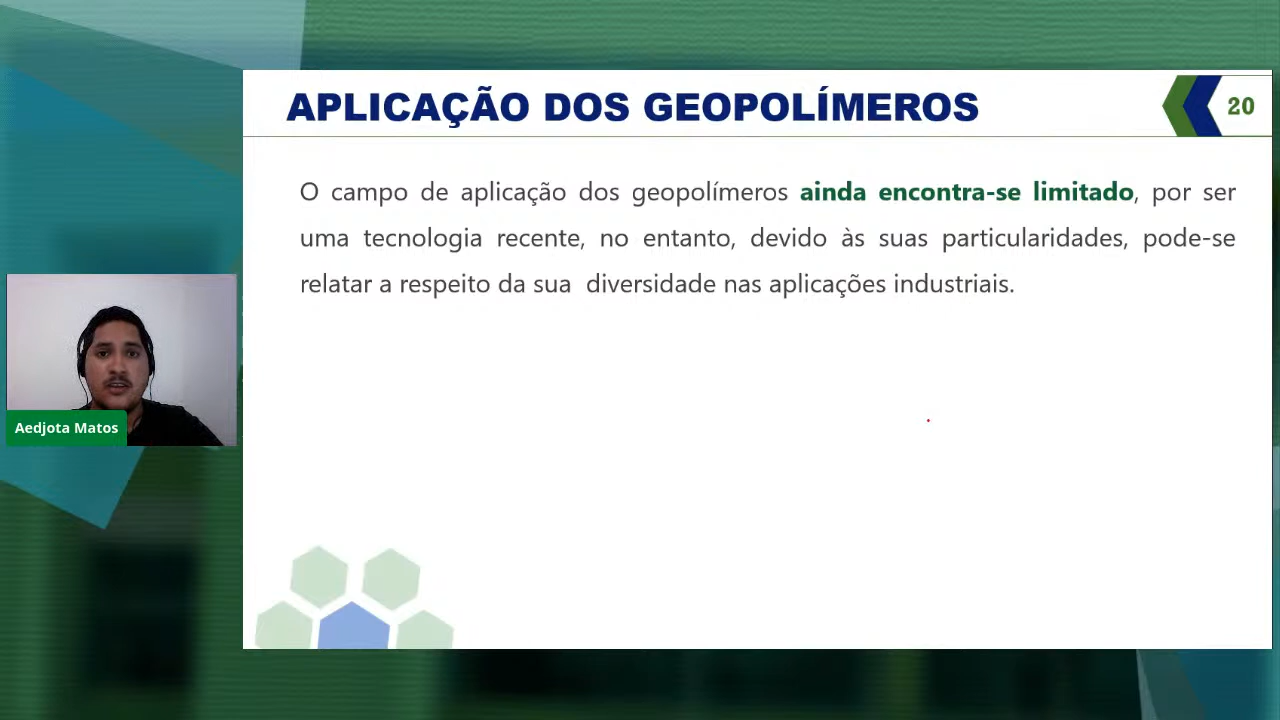 APLICAÇÃO DOS GEOPOLÍMEROS
20
O campo de aplicação dos geopolímeros ainda encontra-se limitado, por ser
uma tecnologia recente, no entanto, devido às suas particularidades, pode-se
relatar a respeito da sua diversidade nas aplicações industriais.
Aedjota Matos